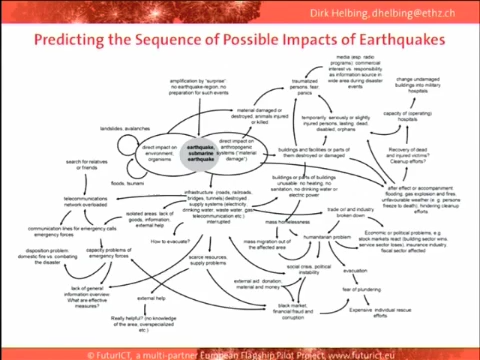 Dirk Helbing, dhelbing@ethz.ch
Predicting the Sequence of Possible Impacts of Earthquakes
media (esp. radio
programs) commercial
interest vs. responsibility
as information source in
wide area during disaster
events
amplification by 'surprise'
no earthquake-region, no
preparation for such events
traumatized
persons, fear
panics
change undamaged
buildings into military
hospitals
material damaged or
destroyed, animals injured
or killed
temporarily, seriously or slightly
injured persons, lasting dead,
disabled, orphans
capacity of (operating)
hospitals
landslides, avalanches
direct impact on
environment,
organisms
earthquake,
submarine
earthquake
direct impact on
anthropogenic
systems ("material
damage")
buildings and facilities or parts
of them destroyed or damaged
Recovery of dead
and injured victims?
Cleanup efforts?
search for relatives
or friends
floods, tsunami
buildings or parts of buildings
unusable: no heating, no
sanitation, no drinking water or
electric power
after effect or accompaniment
flooding, gas explosion and fires,
unfavourable weather (e.g. persons
freeze to death), hindering cleanup
efforts
infrastructure (roads, railroads,
bridges, tunnels) destroyed
supply systems (electricity
drinking water, waste water, gas
telecommunication etc.)
interrupted
telecommunications
network overloaded
isolated areas, lack of
goods, information,
external help
trade oil and industry
broken down
mass homelessness
communication lines for emergency calls
emergency forces
How to evacuate?
mass migration out of
the affected area
humanitarian problem
Economic or political problems, e.g.
stock markets react (building sector wins,
service sector loses), insurance industry
fiscal sector affected
disposition problem:
domestic fire vs. combating
the disaster
capacity problems of
emergency forces
scarce resources,
supply problems
social crisis, political
instability
evacuation
lack of general
information overview
What are effective
measures?
external aid: donation
material and money
fear of plundering
external help
black market,
financial fraud and
corruption
Expensive individual rescue
efforts
Really helpful? (no knowledge
of the area, overspecialized
etc.)
© FuturICT, a multi-partner European Flagship Pilot Project, www.futurict.eu